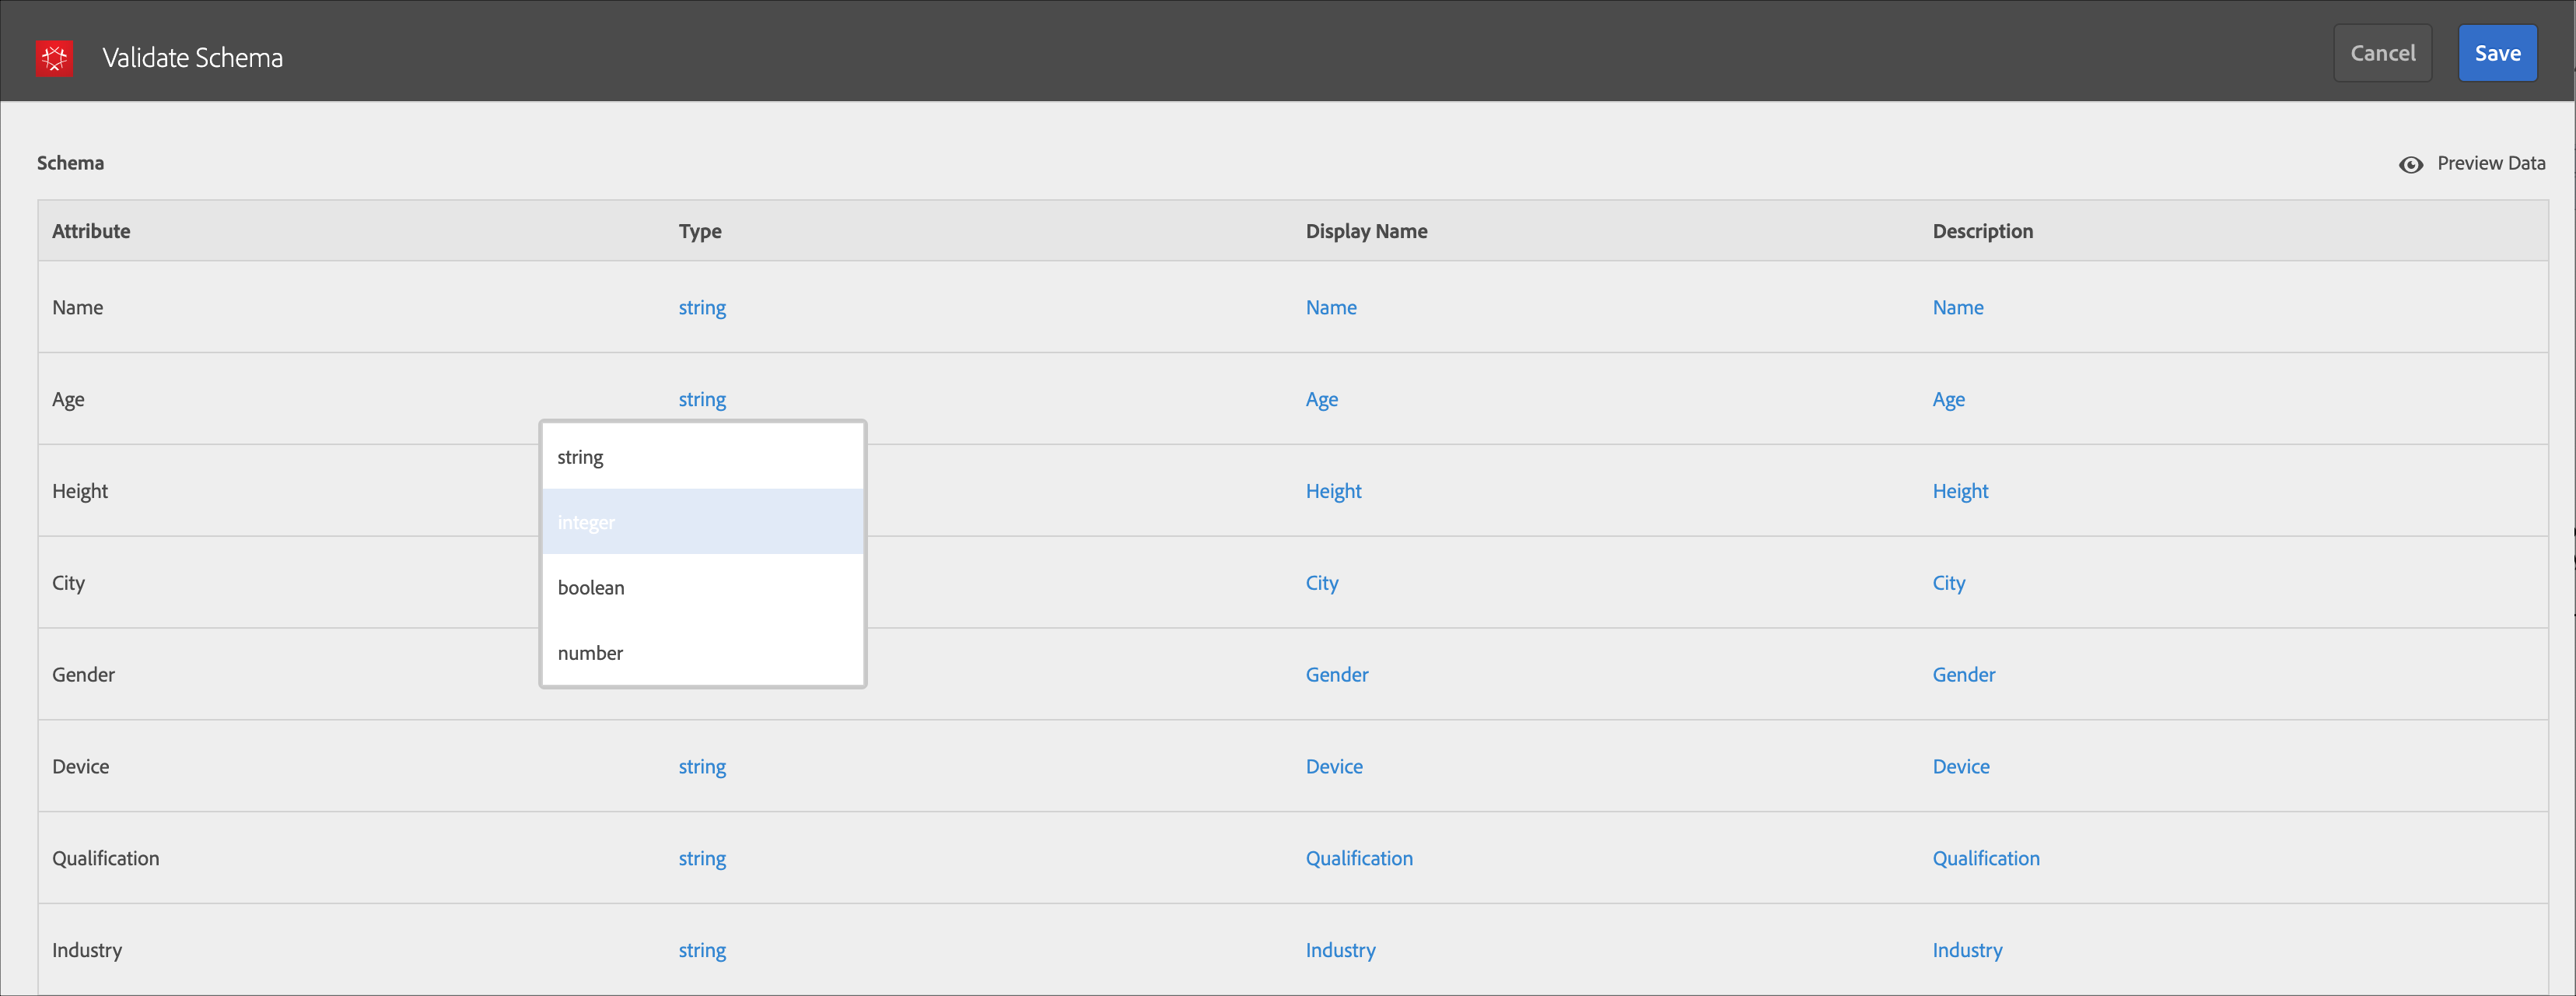 Validate Schema
Cancel
Save
Schema
Preview Data
Attribute Type Display Name Description
Name string Name Name
Age string Age Age
string
Height Height Height
integer
City City City
boolean
number
Gender Gender Gender
Device string Device Device
Qualification string Qualification Qualification
Industry string Industry Industry